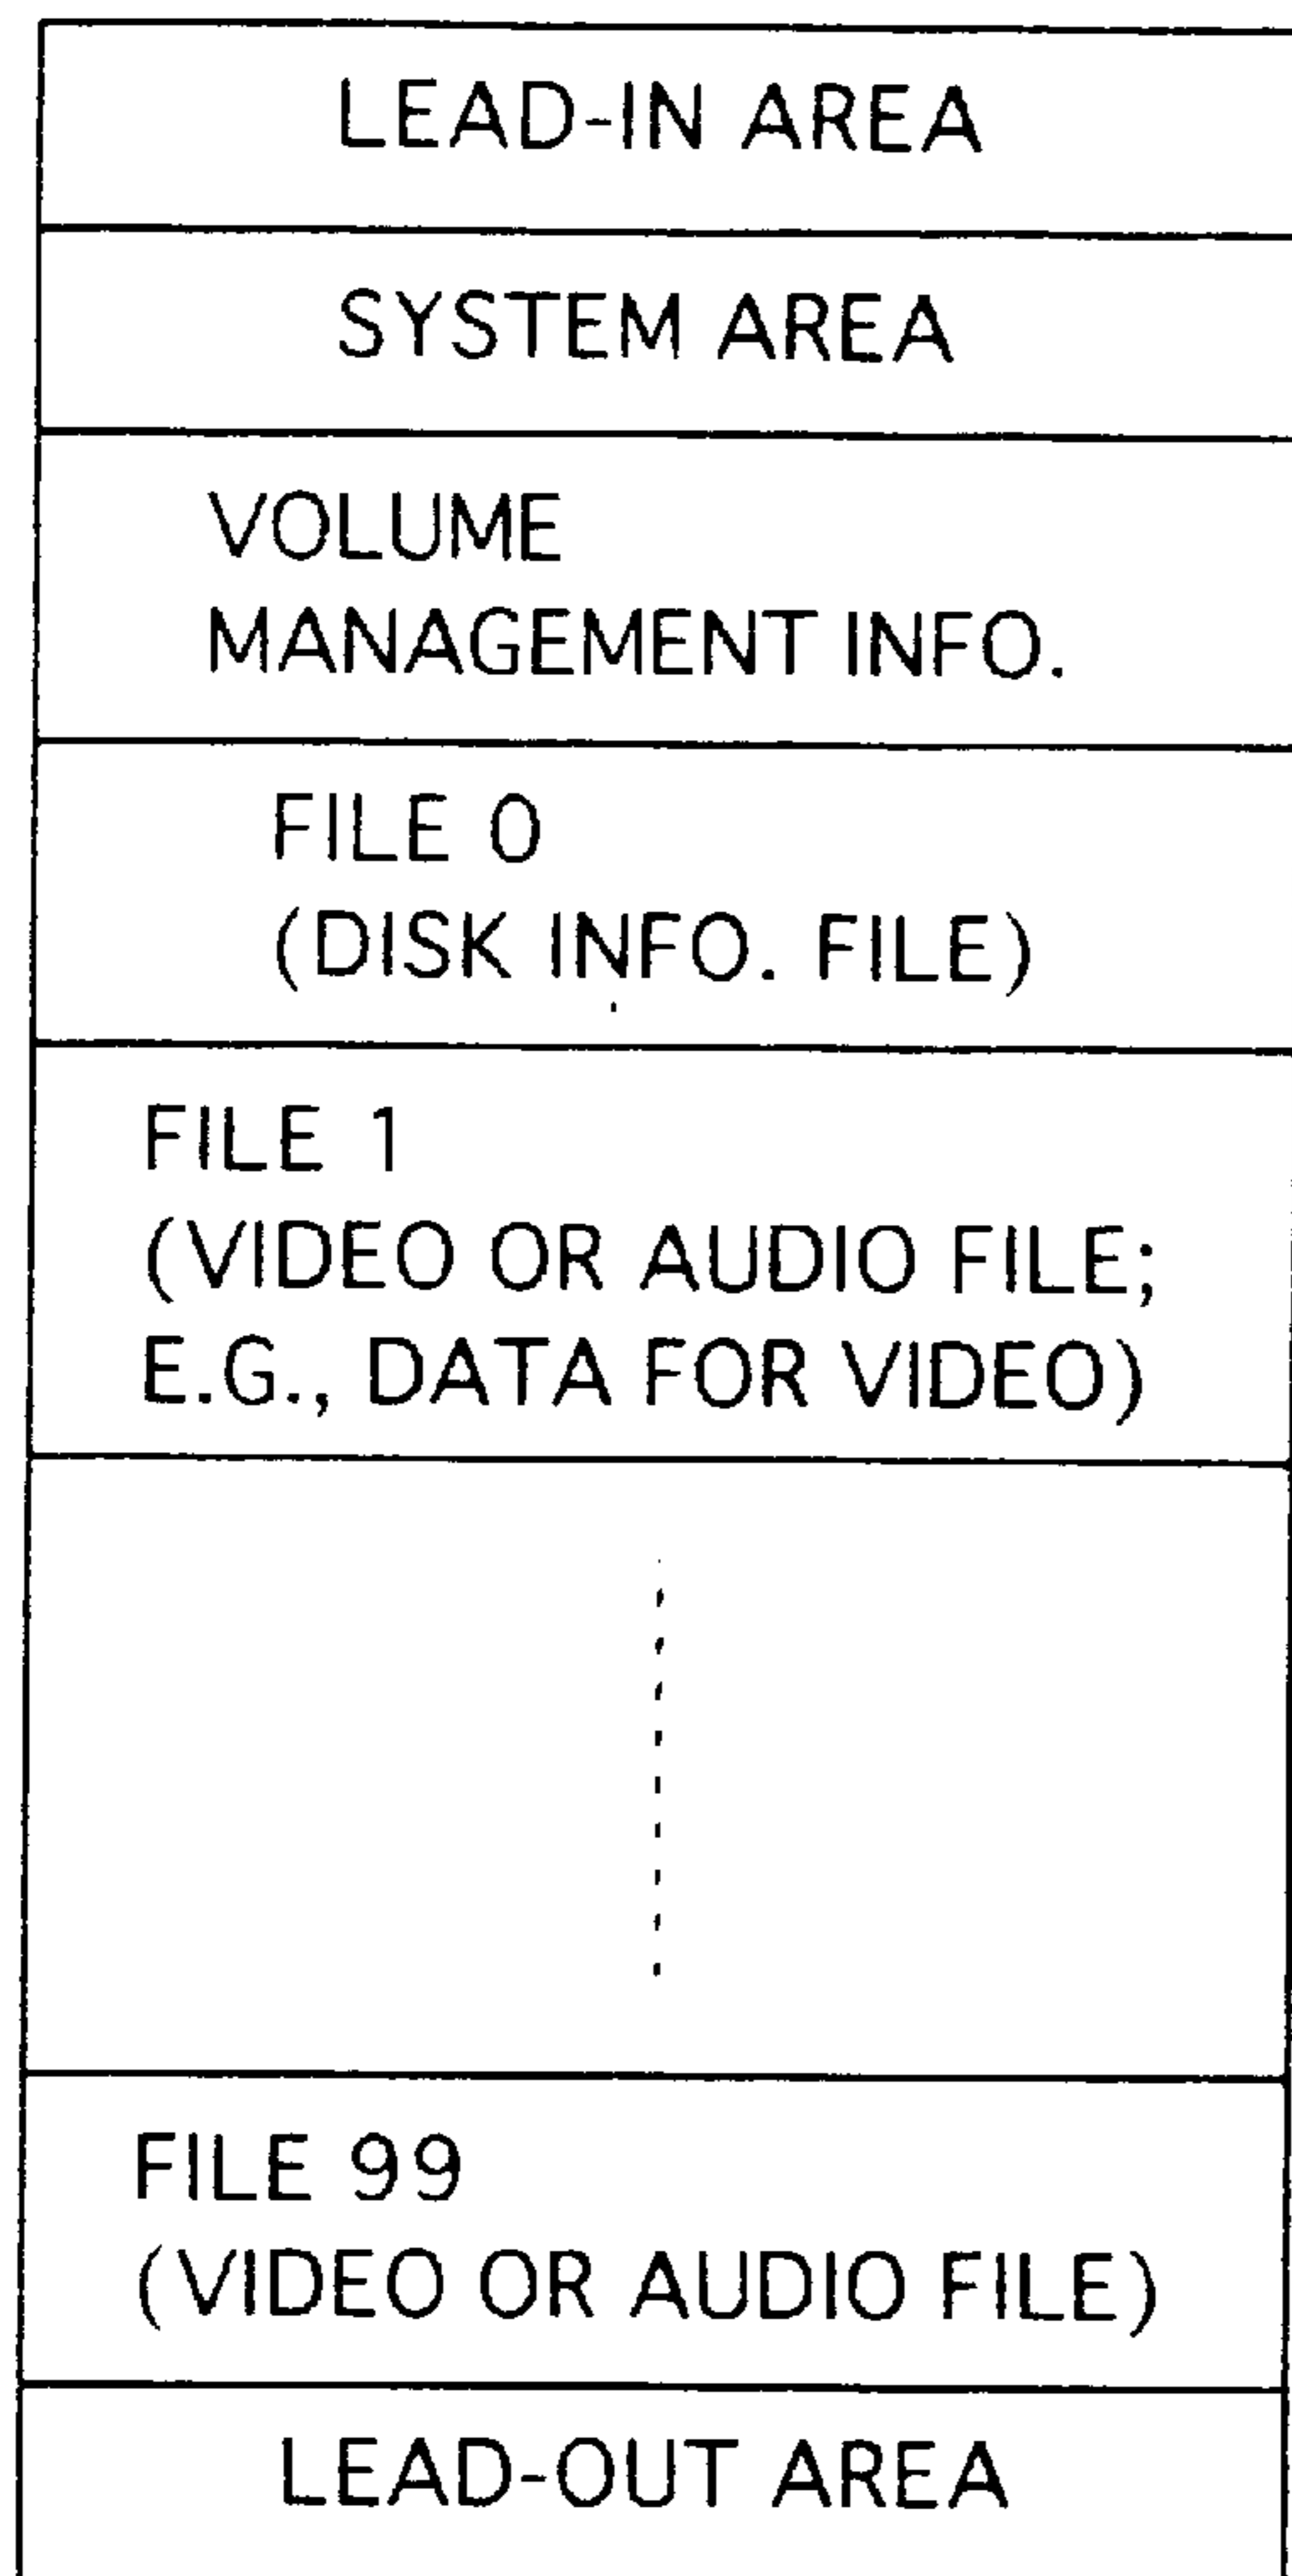 LEAD-IN AREA
SYSTEM AREA
VOLUME
MANAGEMENT INFO.
FILE 0
(DISK INFO. FILE)
FILE 1
(VIDEO OR AUDIO FILE;
E.G., DATA FOR VIDEO)
FILE 99
(VIDEO OR AUDIO FILE)
LEAD-OUT AREA